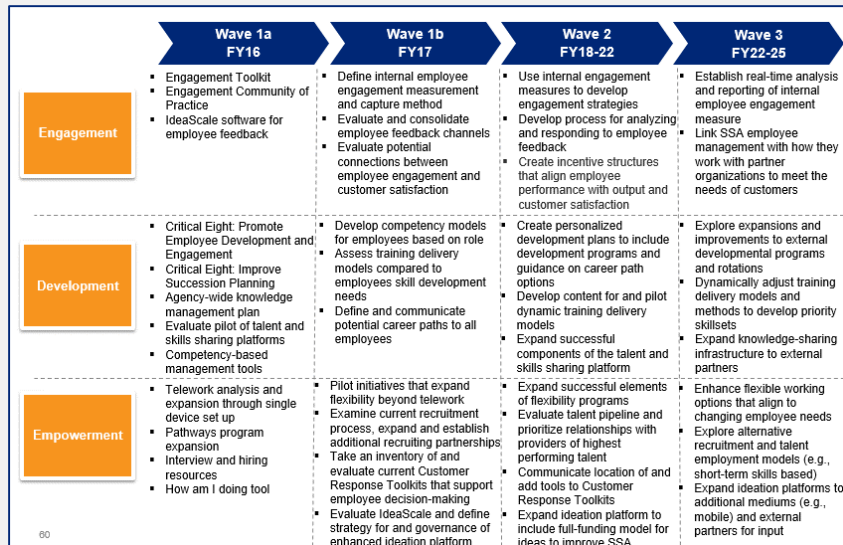 Wave 1a
FY16
Wave 1b
FY17
Wave 2
FY18-22
Wave 3
FY22-25
Engagement
▪ Engagement Toolkit
▪ Engagement Community of
Practice
▪ IdeaScale software for
employee feedback
▪ Define internal employee
engagement measurement
and capture method
▪ Evaluate and consolidate
employee feedback channels
▪ Evaluate potential
connections between
employee engagement and
customer satisfaction
▪ Use internal engagement
measures to develop
engagement strategies
▪ Develop process for analyzing
and responding to employee
feedback
▪ Create incentive structures
that align employee
performance with output and
customer satisfaction
▪ Establish real-time analysis
and reporting of internal
employee engagement
measure
▪ Link SSA employee
management with how they
work with partner
organizations to meet the
needs of customers
Development
▪ Critical Eight: Promote
Employee Development and
Engagement
▪ Critical Eight: Improve
Succession Planning
▪ Agency-wide knowledge
management plan
▪ Evaluate pilot of talent and
skills sharing platforms
▪ Competency-based
management tools
▪ Develop competency models
for employees based on role
▪ Assess training delivery
models compared to
employees skill development
needs
▪ Define and communicate
potential career paths to all
employees
▪ Create personalized
development plans to include
development programs and
guidance on career path
options
▪ Develop content for and pilot
dynamic training delivery
models
▪ Expand successful
components of the talent and
skills sharing platform
▪ Explore expansions and
improvements to external
developmental programs
and rotations
▪ Dynamically adjust training
delivery models and
methods to develop priority
skillsets
▪ Expand knowledge-sharing
infrastructure to external
partners
Empowerment
▪ Telework analysis and
expansion through single
device set up
▪ Pathways program
expansion
▪ Interview and hiring
resources
▪ How am I doing tool
▪ Pilot initiatives that expand
flexibility beyond telework
▪ Examine current recruitment
process, expand and establish
additional recruiting partnerships
▪ Take an inventory of and
evaluate current Customer
Response Toolkits that support
employee decision-making
▪ Evaluate IdeaScale and define
strategy for and governance of
enhanced ideation platform
▪ Expand successful elements
of flexibility programs
▪ Evaluate talent pipeline and
prioritize relationships with
providers of highest
performing talent
▪ Communicate location of and
add tools to Customer
Response Toolkits
▪ Expand ideation platform to
include full-funding model for
ideas to improve SSA
▪ Enhance flexible working
options that align to
changing employee needs
▪ Explore alternative
recruitment and talent
employment models (e.g.,
short-term skills based)
▪ Expand ideation platforms to
additional mediums (e.g.,
mobile) and external
partners for input
60